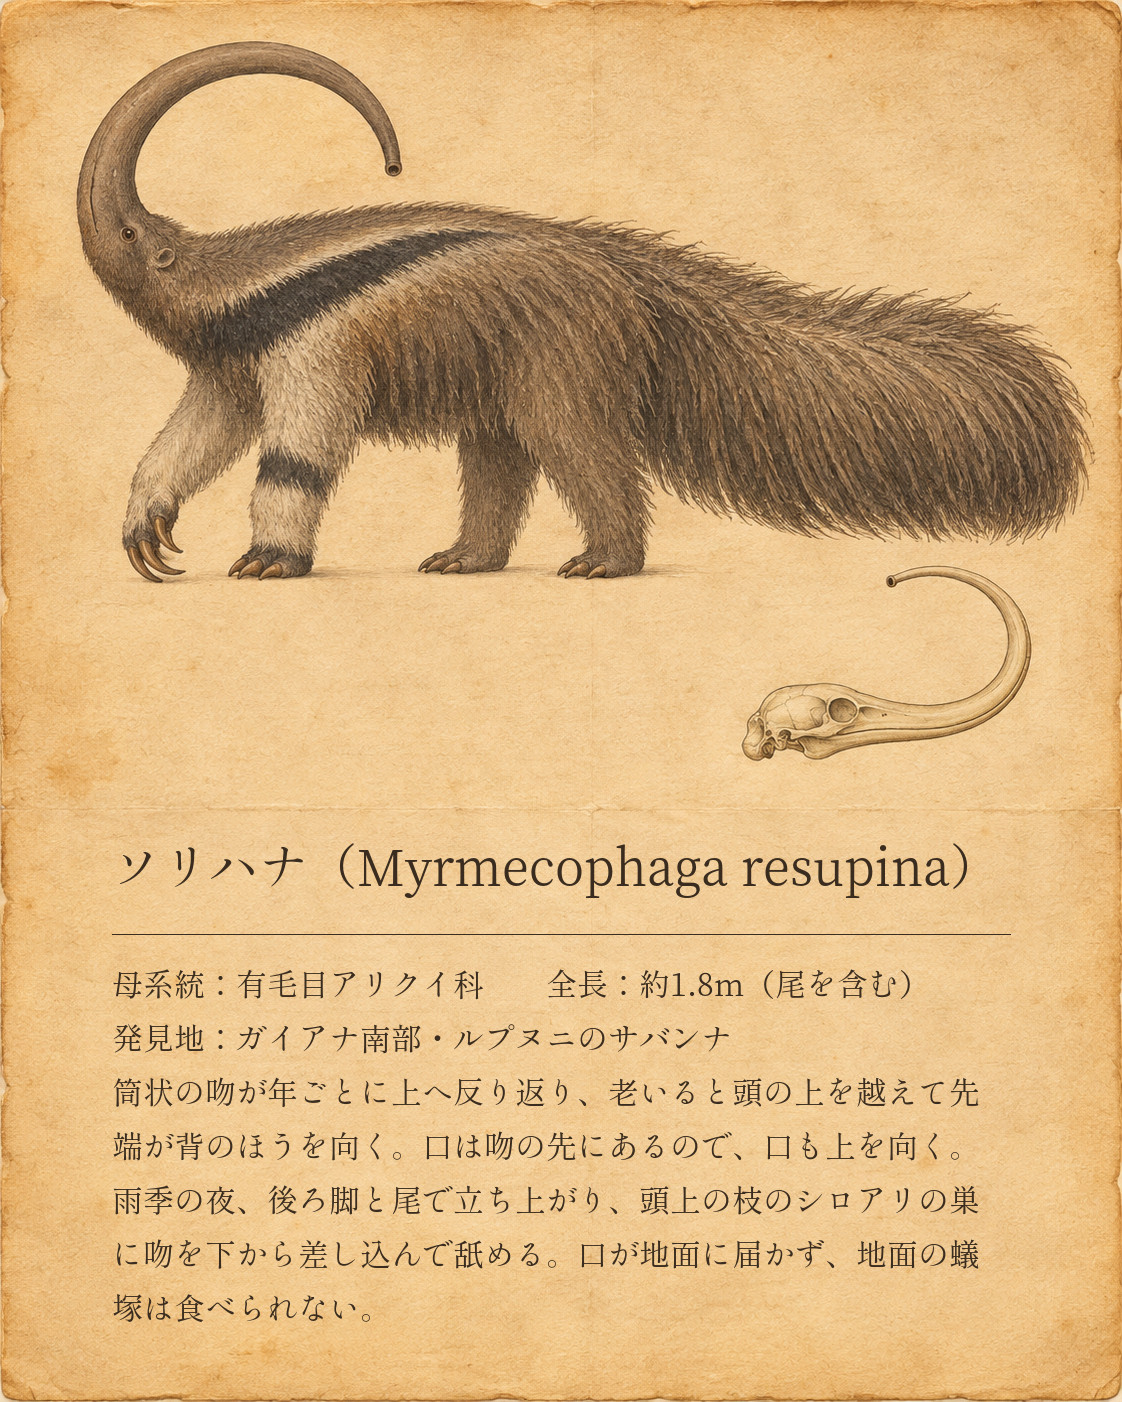 ソリハナ（Myrmecophaga resupina）
母系統：有毛目アリクイ科　　全長：約1.8m（尾を含む）
発見地：ガイアナ南部・ルプヌニのサバンナ
筒状の吻が年ごとに上へ反り返り、老いると頭の上を越えて先
端が背のほうを向く。口は吻の先にあるので、口も上を向く。
雨季の夜、後ろ脚と尾で立ち上がり、頭上の枝のシロアリの巣
に吻を下から差し込んで舐める。口が地面に届かず、地面の蟻
塚は食べられない。